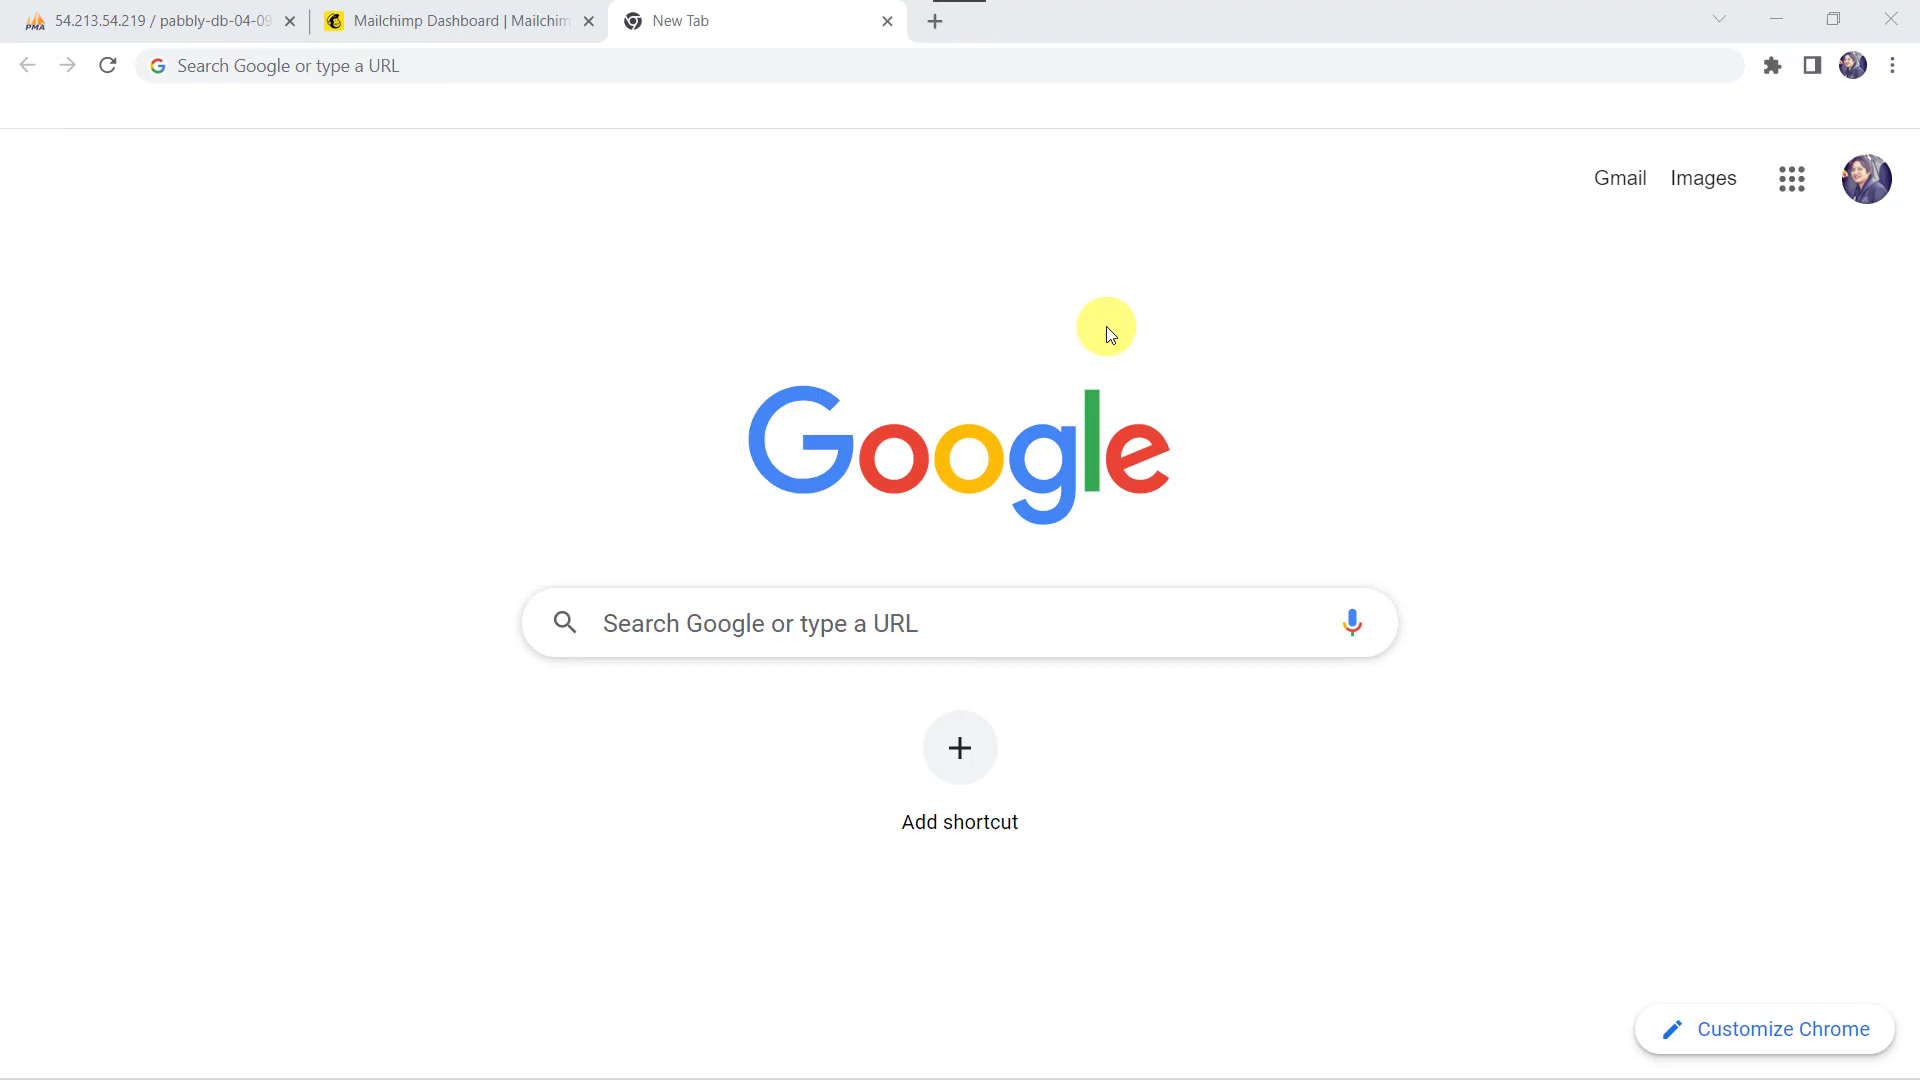 54.213.54.219 / pabbly-db-04-09
Mailchimp Dashboard | Mailchim
New Tab
Search Google or type a URL
Gmail
Images
Google
Search Google or type a URL
Add shortcut
Customize Chrome